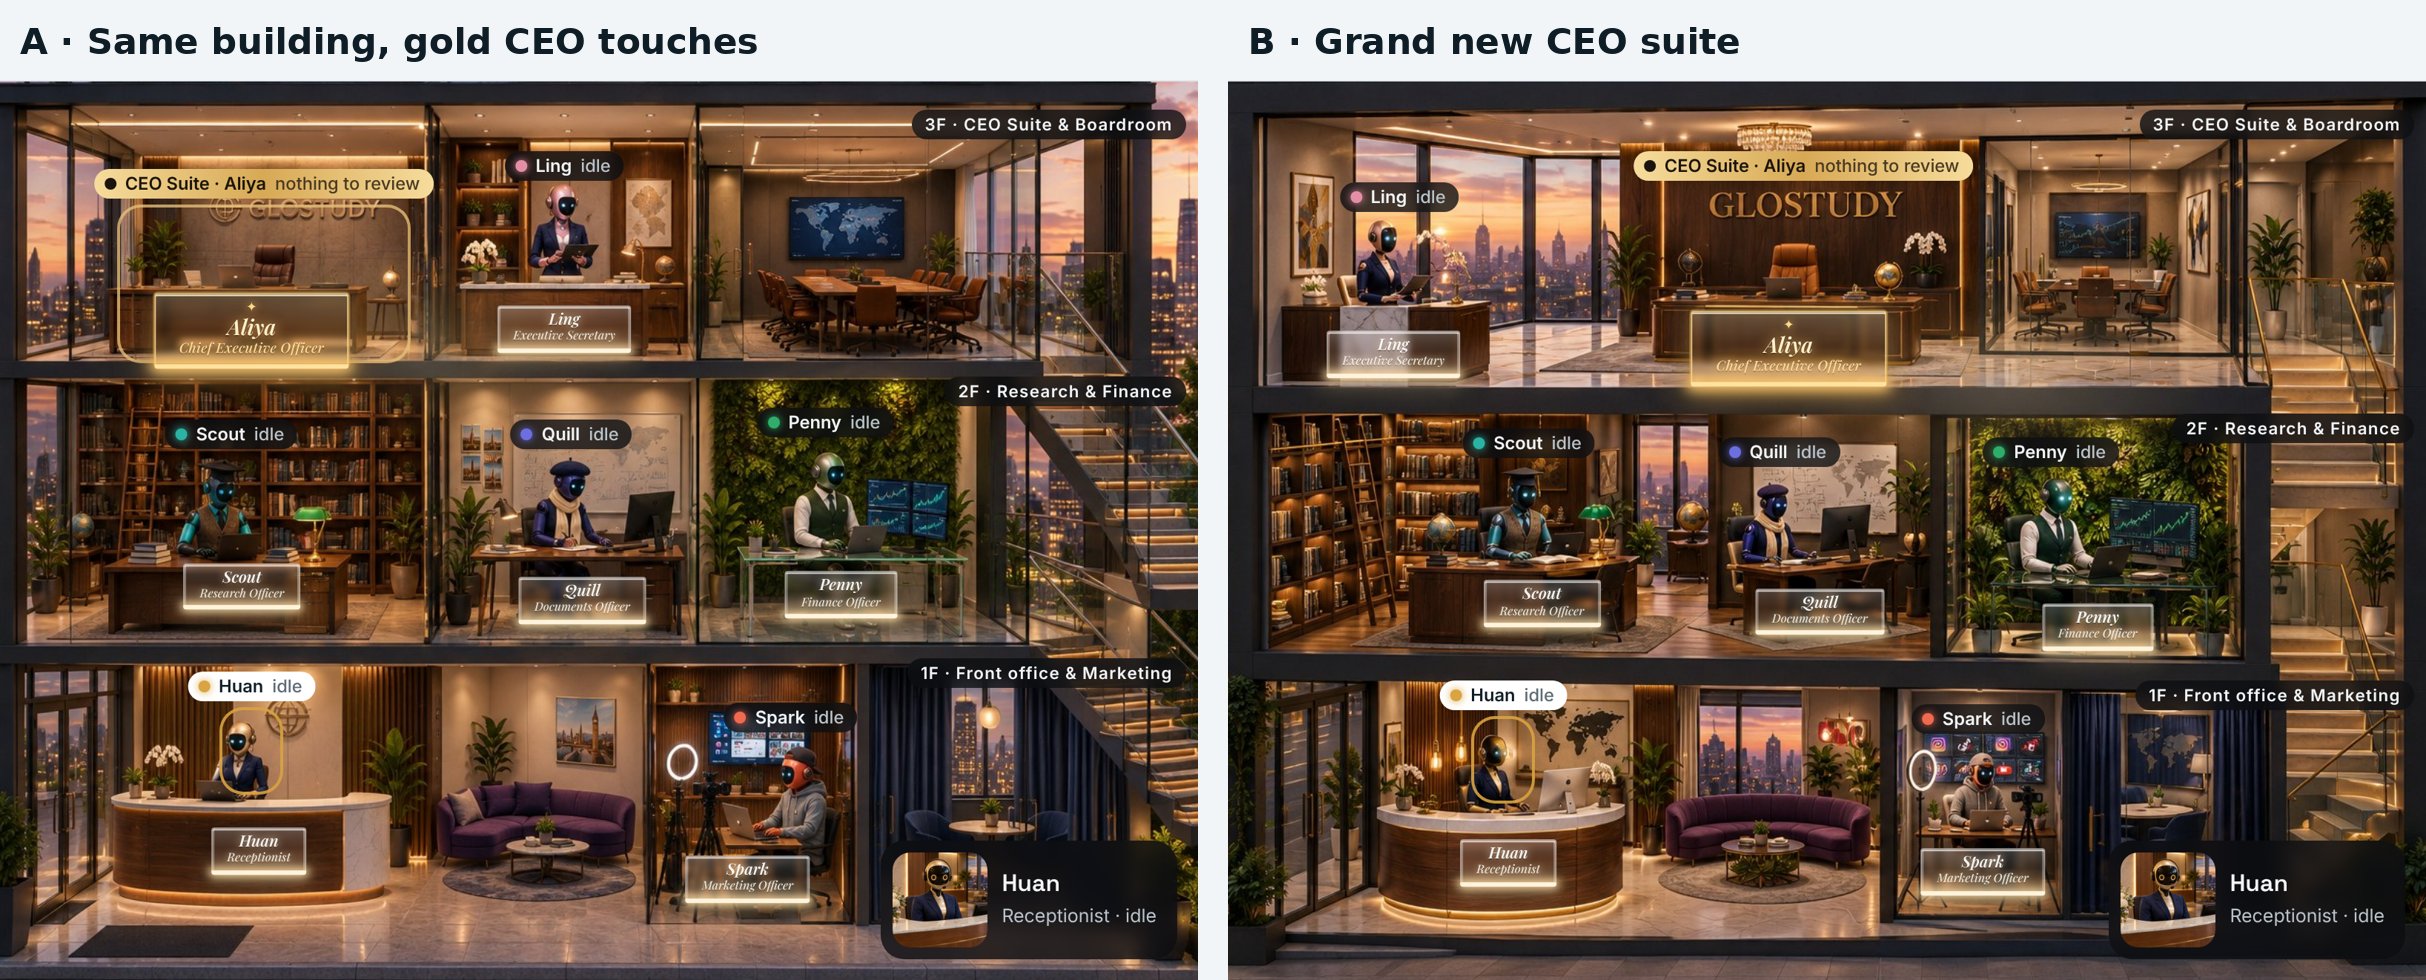 A · Same building, gold CEO touches
3F · CEO Suite & Boardroom
Ling idle
CEO Suite · Aliya nothing to review
GLOSTUDY
Aliya
Chief Executive Officer
Ling
Executive Secretary
2F · Research & Finance
Scout idle
Quill idle
Penny idle
Scout
Research Officer
Quill
Documents Officer
Penny
Finance Officer
1F · Front office & Marketing
Huan idle
Spark idle
Huan
Receptionist
Spark
Marketing Officer
Huan
Receptionist · idle
B · Grand new CEO suite
3F · CEO Suite & Boardroom
CEO Suite · Aliya nothing to review
Ling idle
GLOSTUDY
Ling
Executive Secretary
Aliya
Chief Executive Officer
2F · Research & Finance
Scout idle
Quill idle
Penny idle
Scout
Research Officer
Quill
Documents Officer
Penny
Finance Officer
1F · Front office & Marketing
Huan idle
Spark idle
Huan
Receptionist
Spark
Marketing Officer
Huan
Receptionist · idle